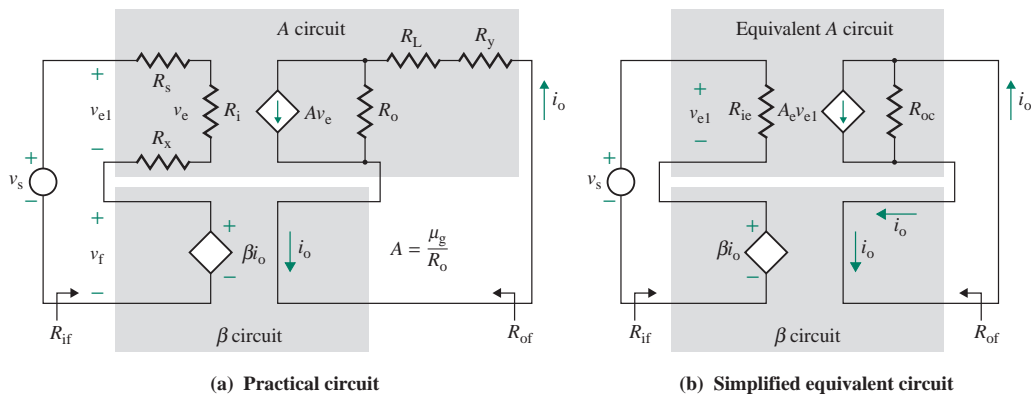 A circuit
R_L
R_y
R_s
+
v_e1
−
v_e
R_i
Av_e
R_o
i_o
R_x
+
v_s
−
+
v_f
−
+
βi_o
−
i_o
A = μ_g / R_o
R_if
R_of
β circuit
(a) Practical circuit
Equivalent A circuit
+
v_e1
−
R_ie
A_e v_e1
R_oc
i_o
+
v_s
−
+
βi_o
−
i_o
i_o
R_if
R_of
β circuit
(b) Simplified equivalent circuit